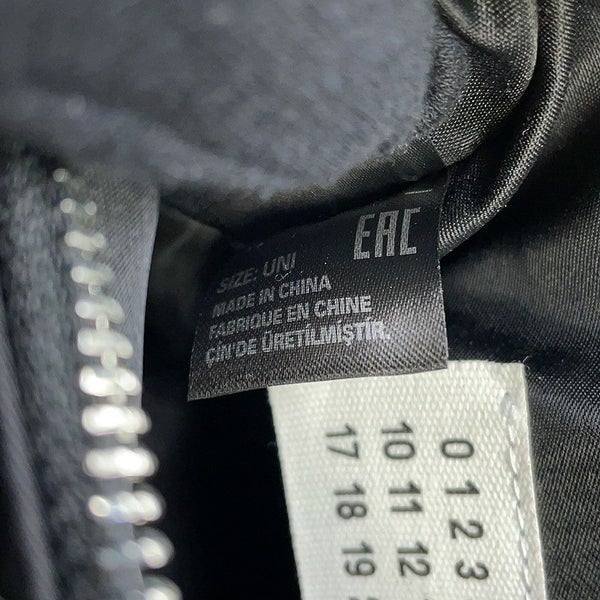 EAC
SIZE: UNI
MADE IN CHINA
FABRIQUE EN CHINE
ÇIN'DE ÜRETİLMİŞTİR.
0 1 2 3
10 11 12
17 18 19